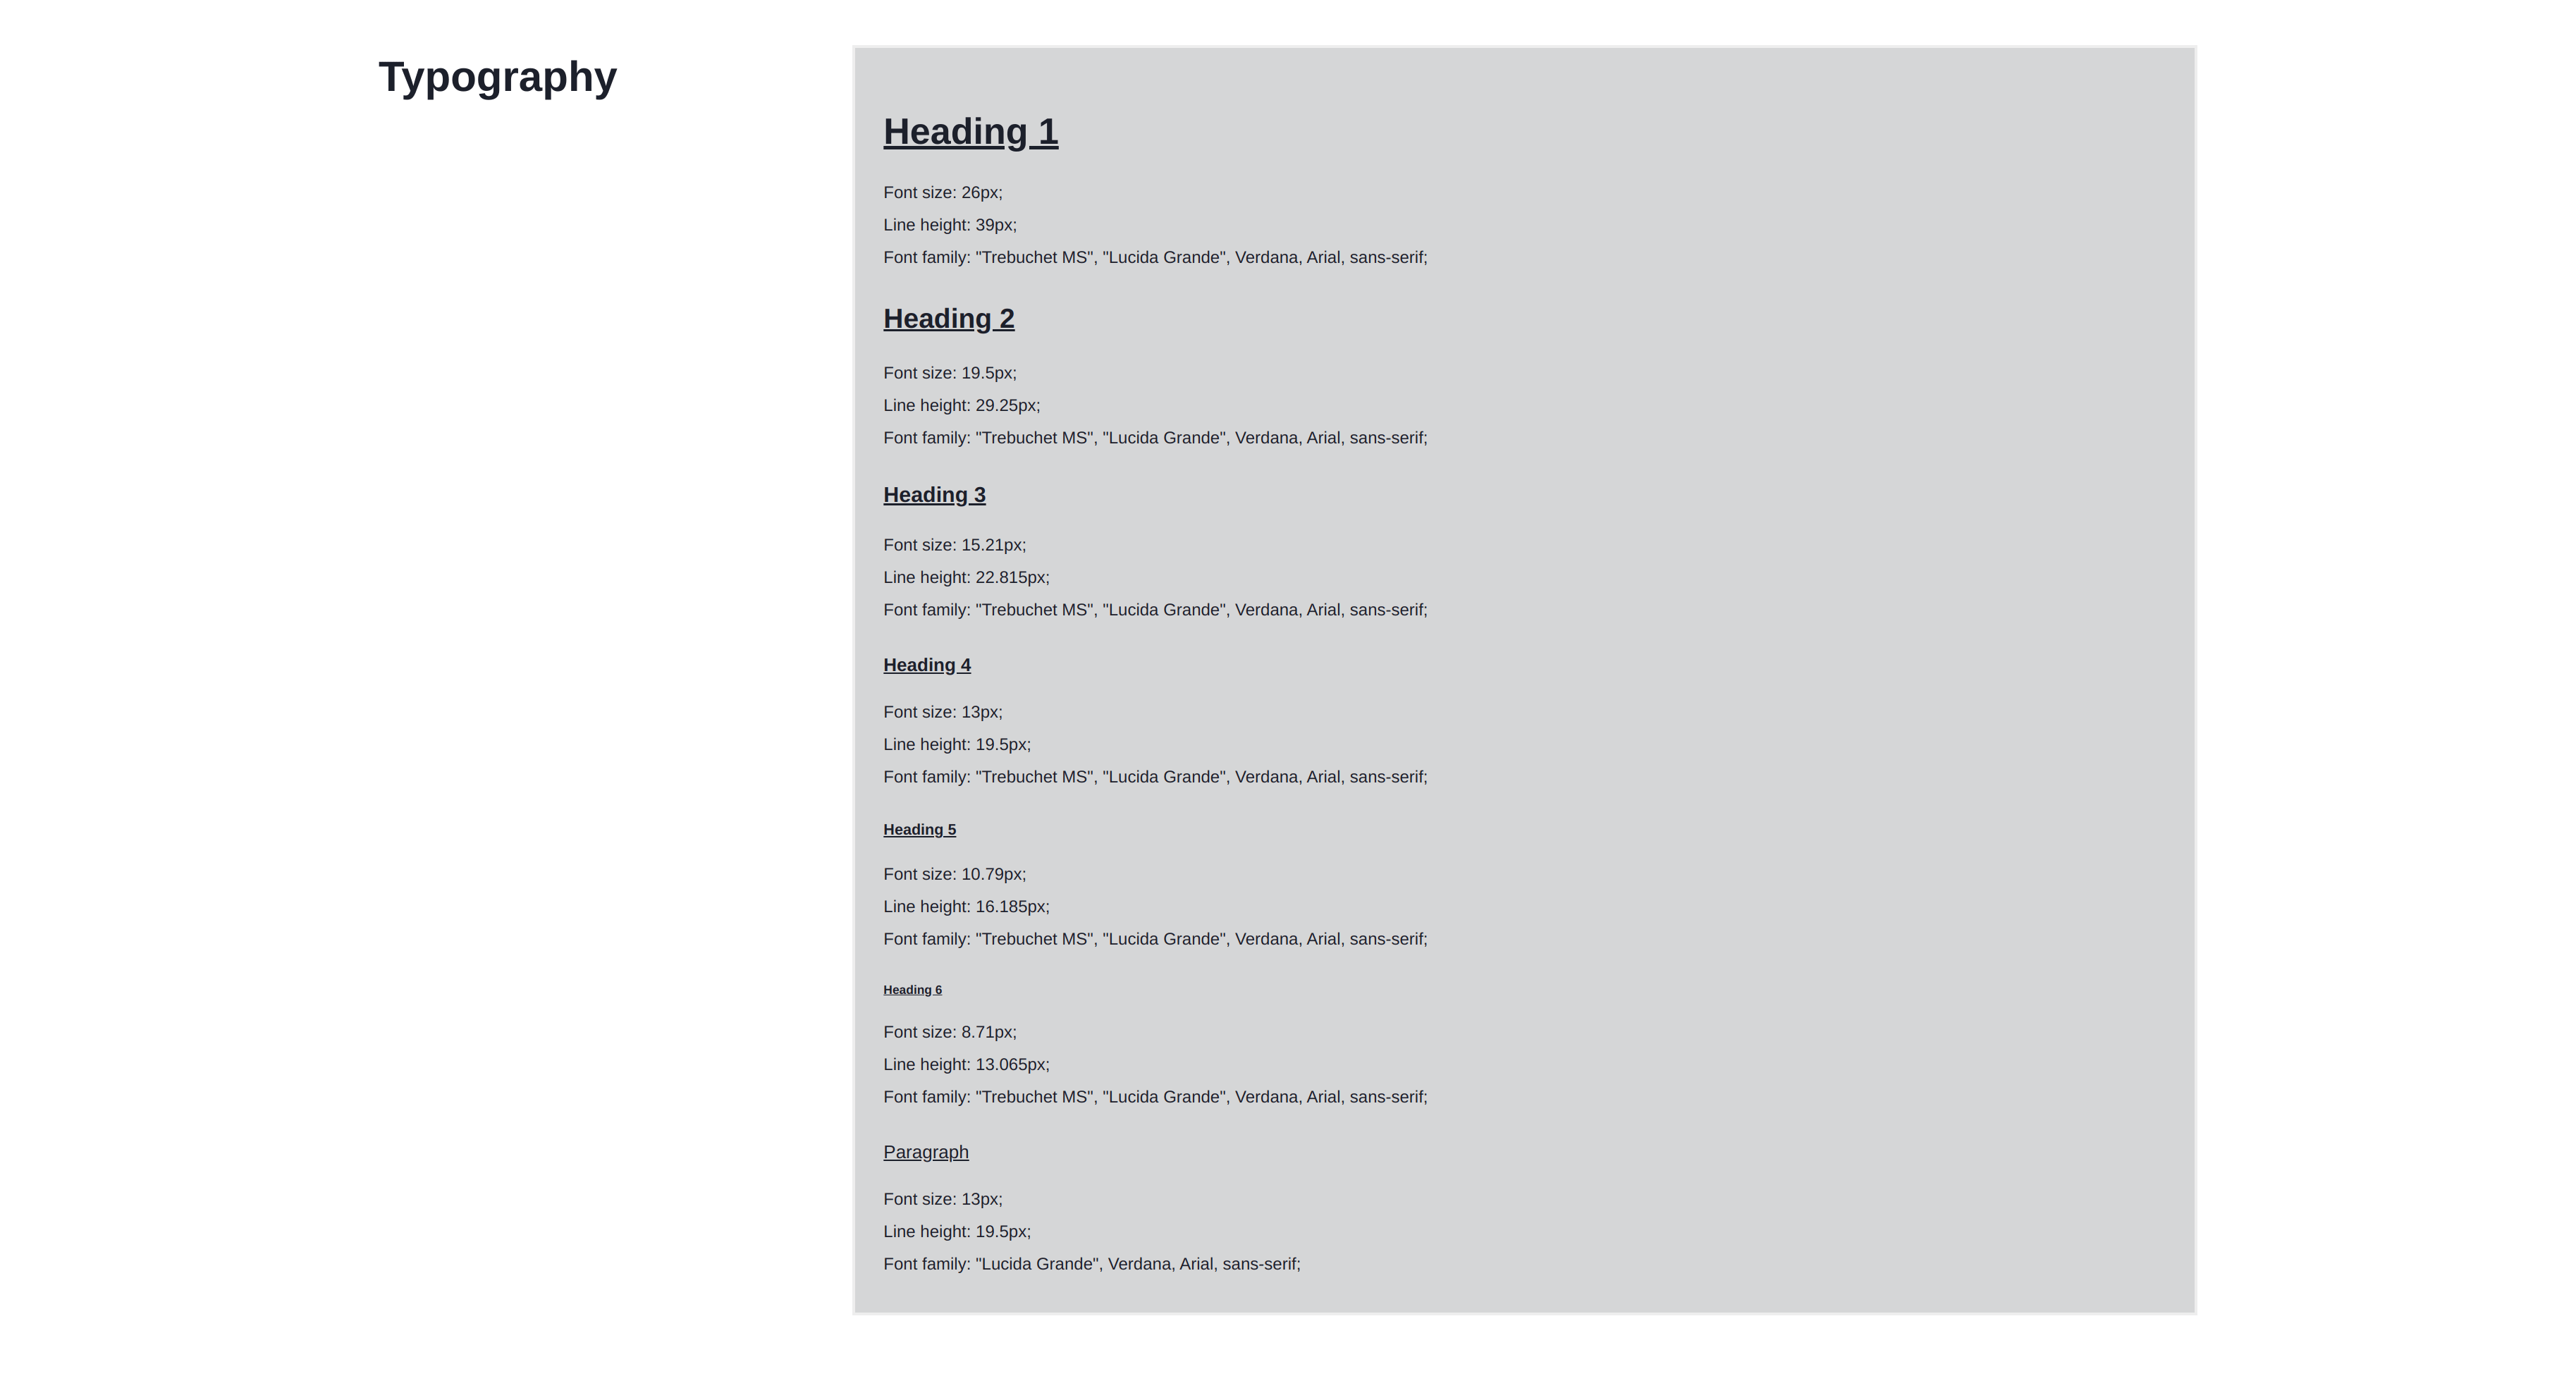 Typography
Heading 1
Font size: 26px;
Line height: 39px;
Font family: "Trebuchet MS", "Lucida Grande", Verdana, Arial, sans-serif;
Heading 2
Font size: 19.5px;
Line height: 29.25px;
Font family: "Trebuchet MS", "Lucida Grande", Verdana, Arial, sans-serif;
Heading 3
Font size: 15.21px;
Line height: 22.815px;
Font family: "Trebuchet MS", "Lucida Grande", Verdana, Arial, sans-serif;
Heading 4
Font size: 13px;
Line height: 19.5px;
Font family: "Trebuchet MS", "Lucida Grande", Verdana, Arial, sans-serif;
Heading 5
Font size: 10.79px;
Line height: 16.185px;
Font family: "Trebuchet MS", "Lucida Grande", Verdana, Arial, sans-serif;
Heading 6
Font size: 8.71px;
Line height: 13.065px;
Font family: "Trebuchet MS", "Lucida Grande", Verdana, Arial, sans-serif;
Paragraph
Font size: 13px;
Line height: 19.5px;
Font family: "Lucida Grande", Verdana, Arial, sans-serif;